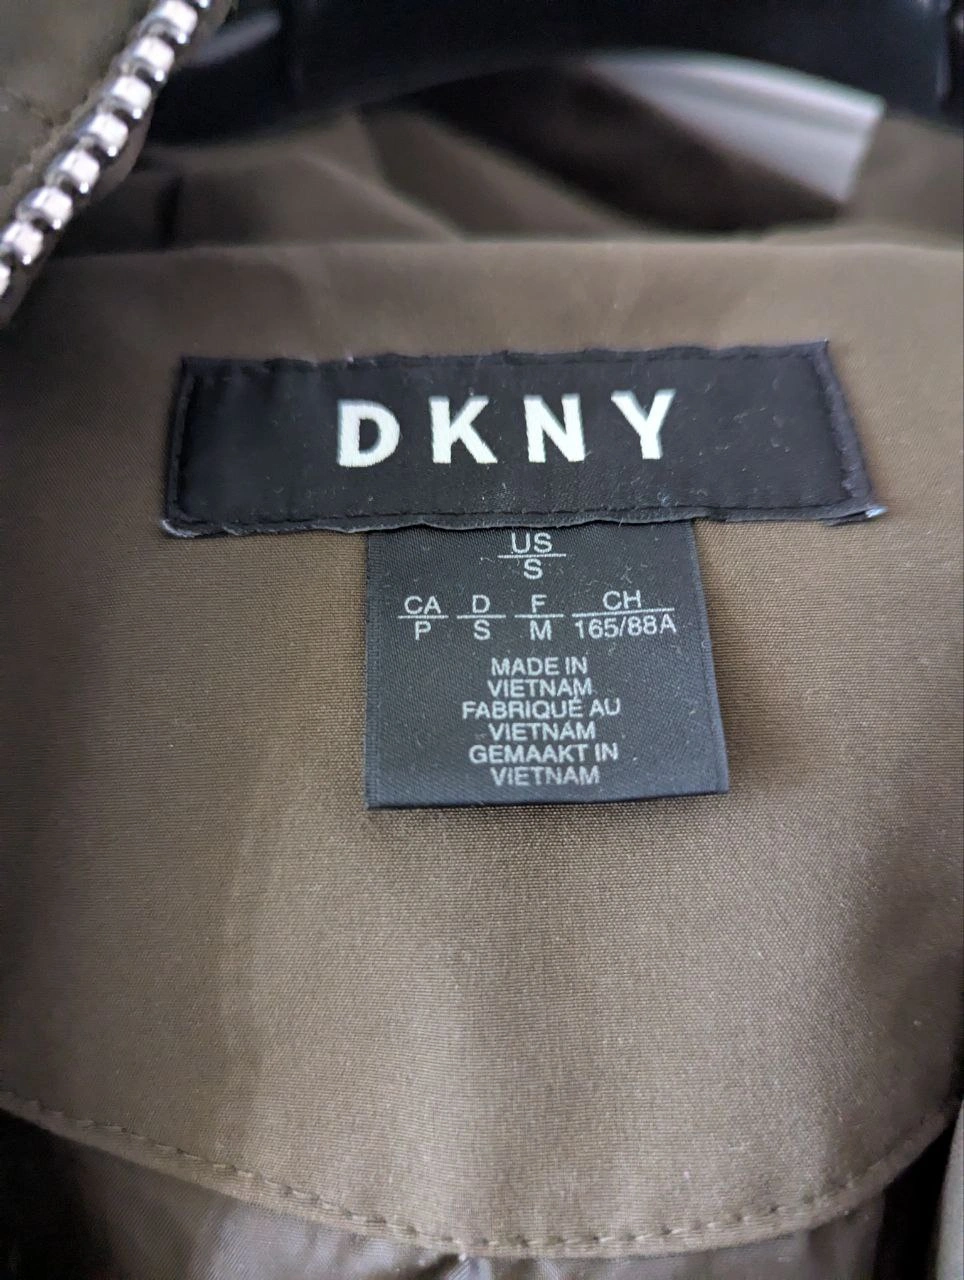 DKNY
US
S
CA D F CH
P S M 165/88A
MADE IN
VIETNAM
FABRIQUÉ AU
VIETNAM
GEMAAKT IN
VIETNAM